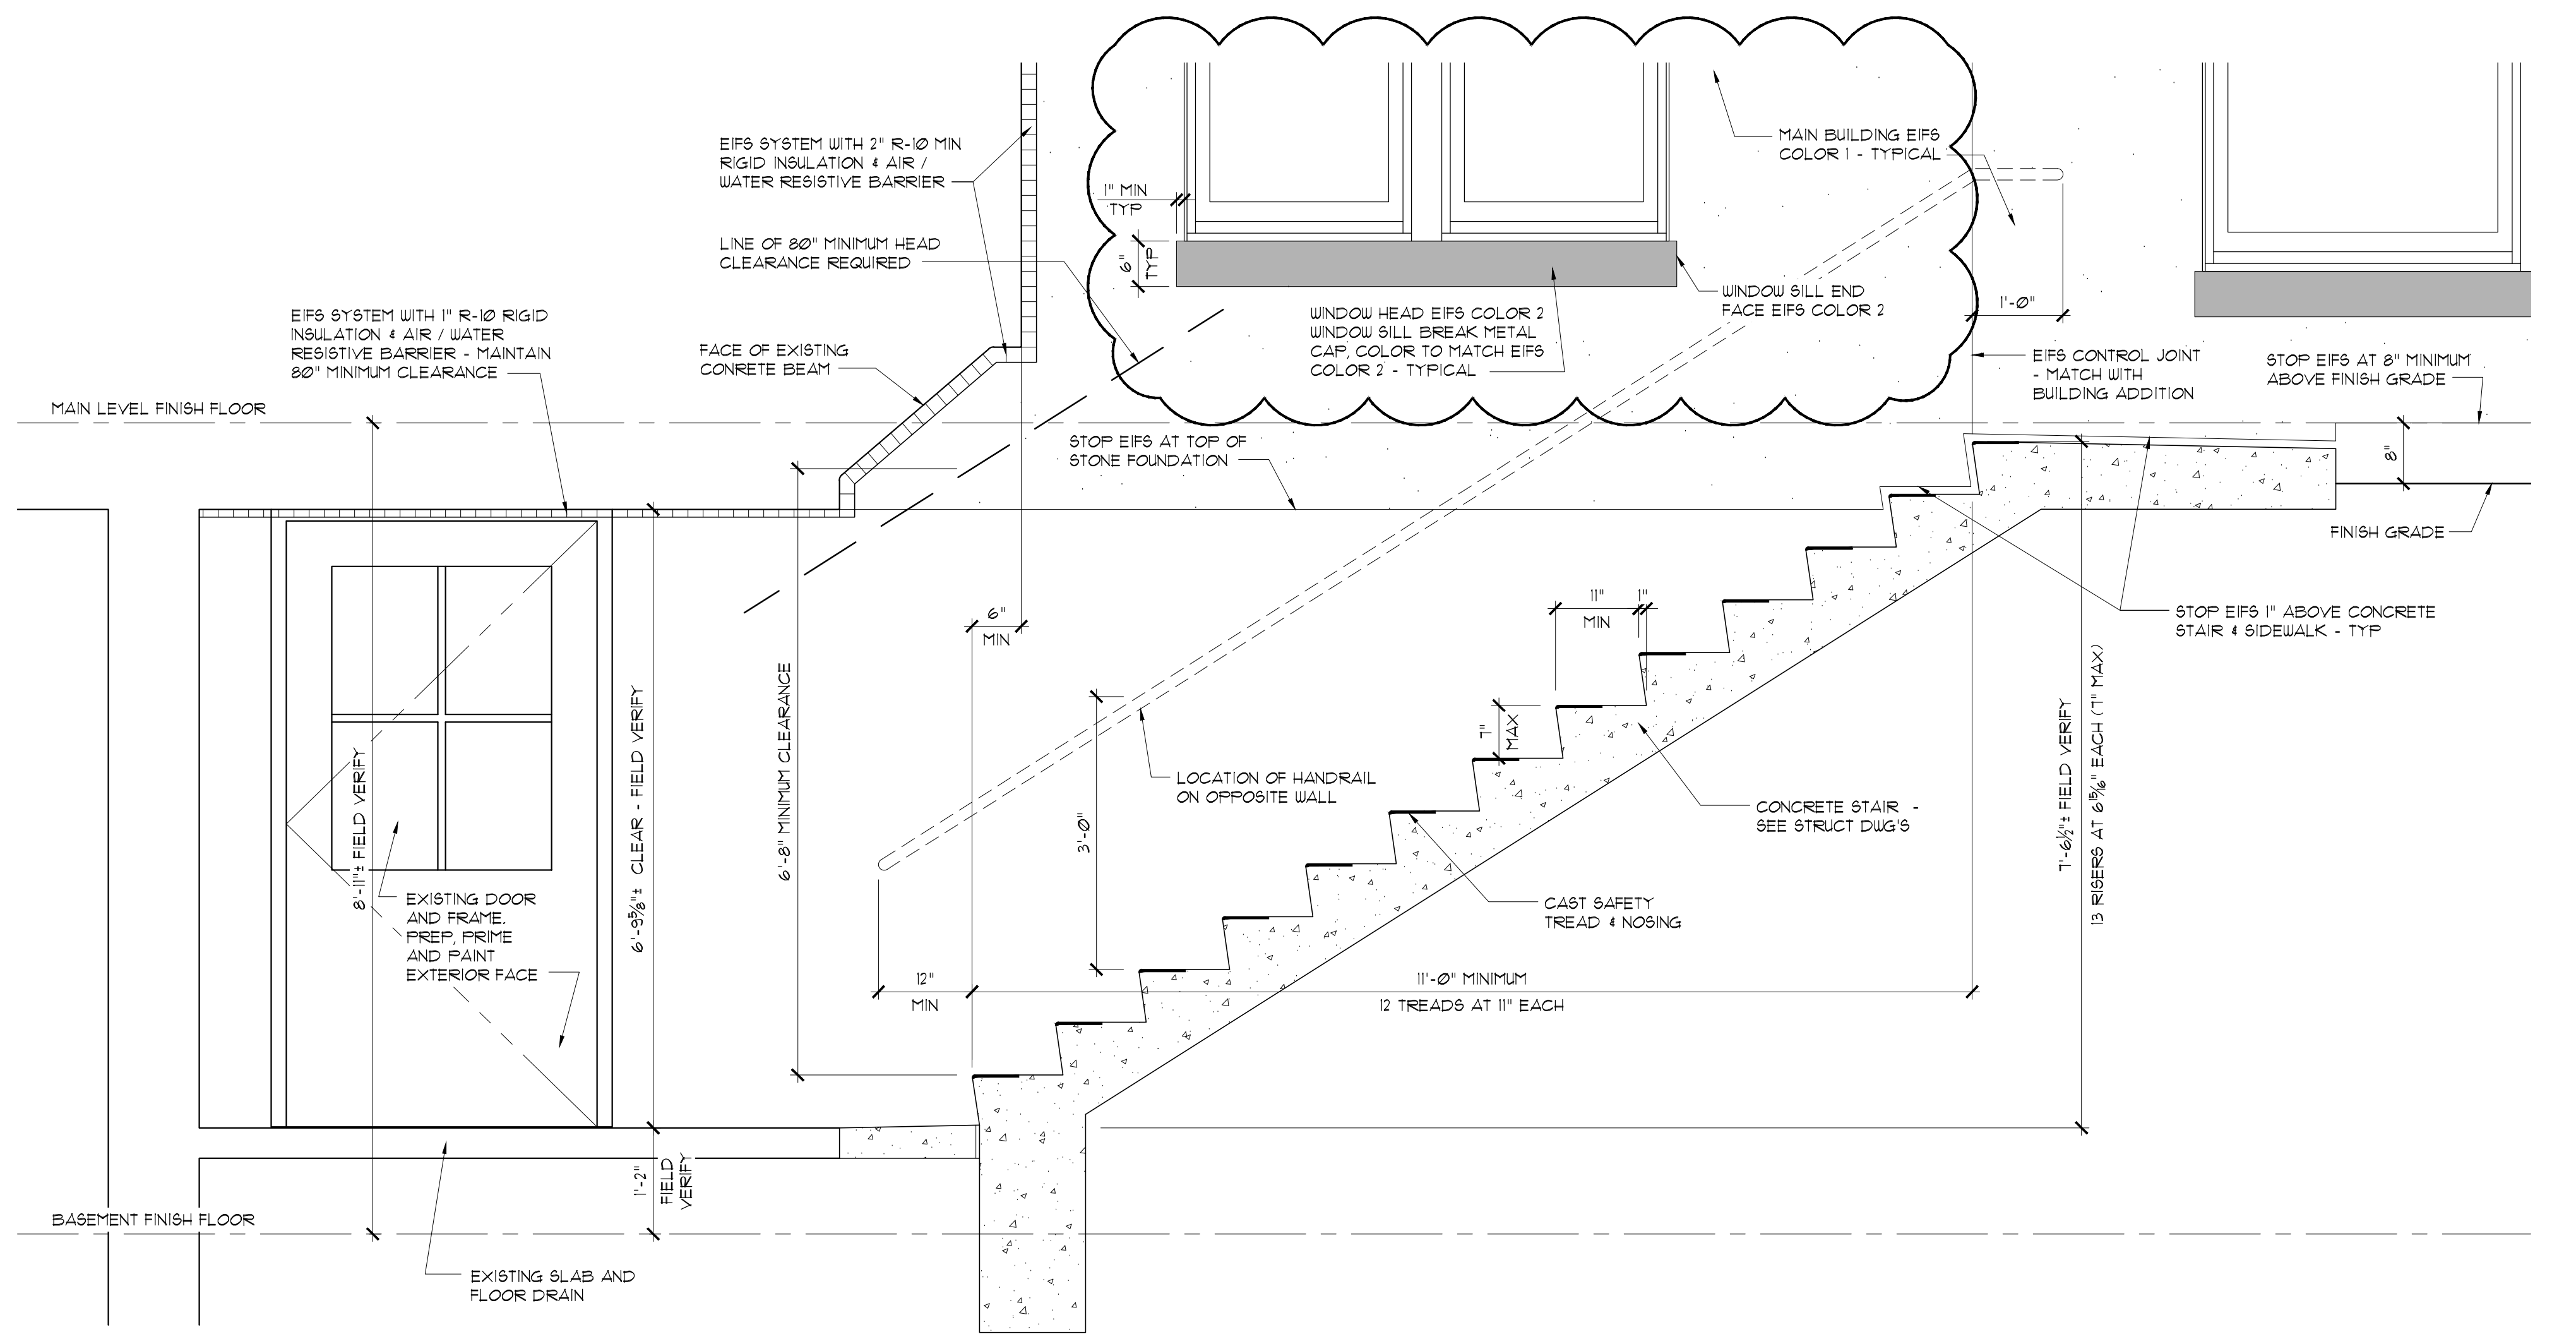 EIFS SYSTEM WITH 2" R-10 MIN
RIGID INSULATION & AIR /
WATER RESISTIVE BARRIER
LINE OF 80" MINIMUM HEAD
CLEARANCE REQUIRED
EIFS SYSTEM WITH 1" R-10 RIGID
INSULATION & AIR / WATER
RESISTIVE BARRIER - MAINTAIN
80" MINIMUM CLEARANCE
FACE OF EXISTING
CONRETE BEAM
MAIN LEVEL FINISH FLOOR
1" MIN
TYP
6"
TYP
MAIN BUILDING EIFS
COLOR 1 - TYPICAL
WINDOW HEAD EIFS COLOR 2
WINDOW SILL BREAK METAL
CAP, COLOR TO MATCH EIFS
COLOR 2 - TYPICAL
WINDOW SILL END
FACE EIFS COLOR 2
1'-0"
EIFS CONTROL JOINT
- MATCH WITH
BUILDING ADDITION
STOP EIFS AT 8" MINIMUM
ABOVE FINISH GRADE
8"
FINISH GRADE
STOP EIFS AT TOP OF
STONE FOUNDATION
STOP EIFS 1" ABOVE CONCRETE
STAIR & SIDEWALK - TYP
6"
MIN
11"
MIN
1"
7"
MAX
8'-11"± FIELD VERIFY
6'-9⅝"± CLEAR - FIELD VERIFY
6'-8" MINIMUM CLEARANCE
3'-0"
LOCATION OF HANDRAIL
ON OPPOSITE WALL
CONCRETE STAIR -
SEE STRUCT DWG'S
7'-6½"± FIELD VERIFY
13 RISERS AT 6 15/16" EACH (7" MAX)
EXISTING DOOR
AND FRAME.
PREP, PRIME
AND PAINT
EXTERIOR FACE
CAST SAFETY
TREAD & NOSING
12"
MIN
11'-0" MINIMUM
12 TREADS AT 11" EACH
1'-2"
FIELD
VERIFY
BASEMENT FINISH FLOOR
EXISTING SLAB AND
FLOOR DRAIN